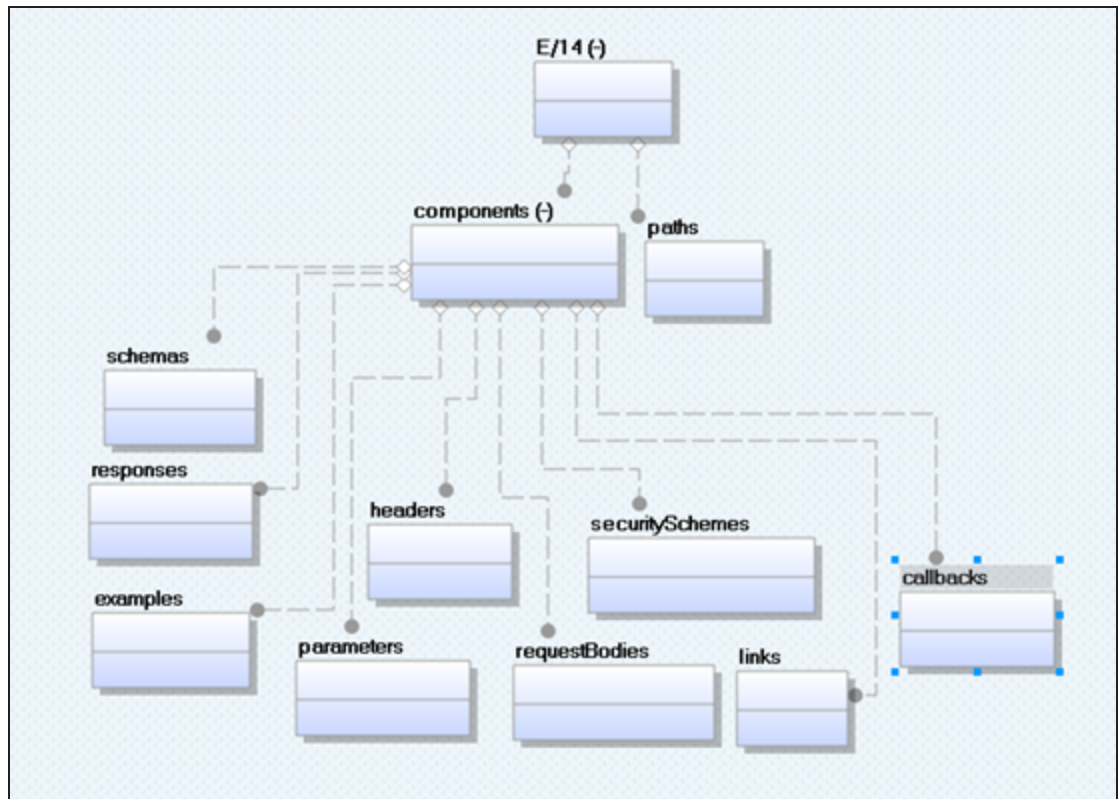 E/14 (-)
components (-)
paths
schemas
responses
headers
securitySchemes
callbacks
examples
parameters
requestBodies
links